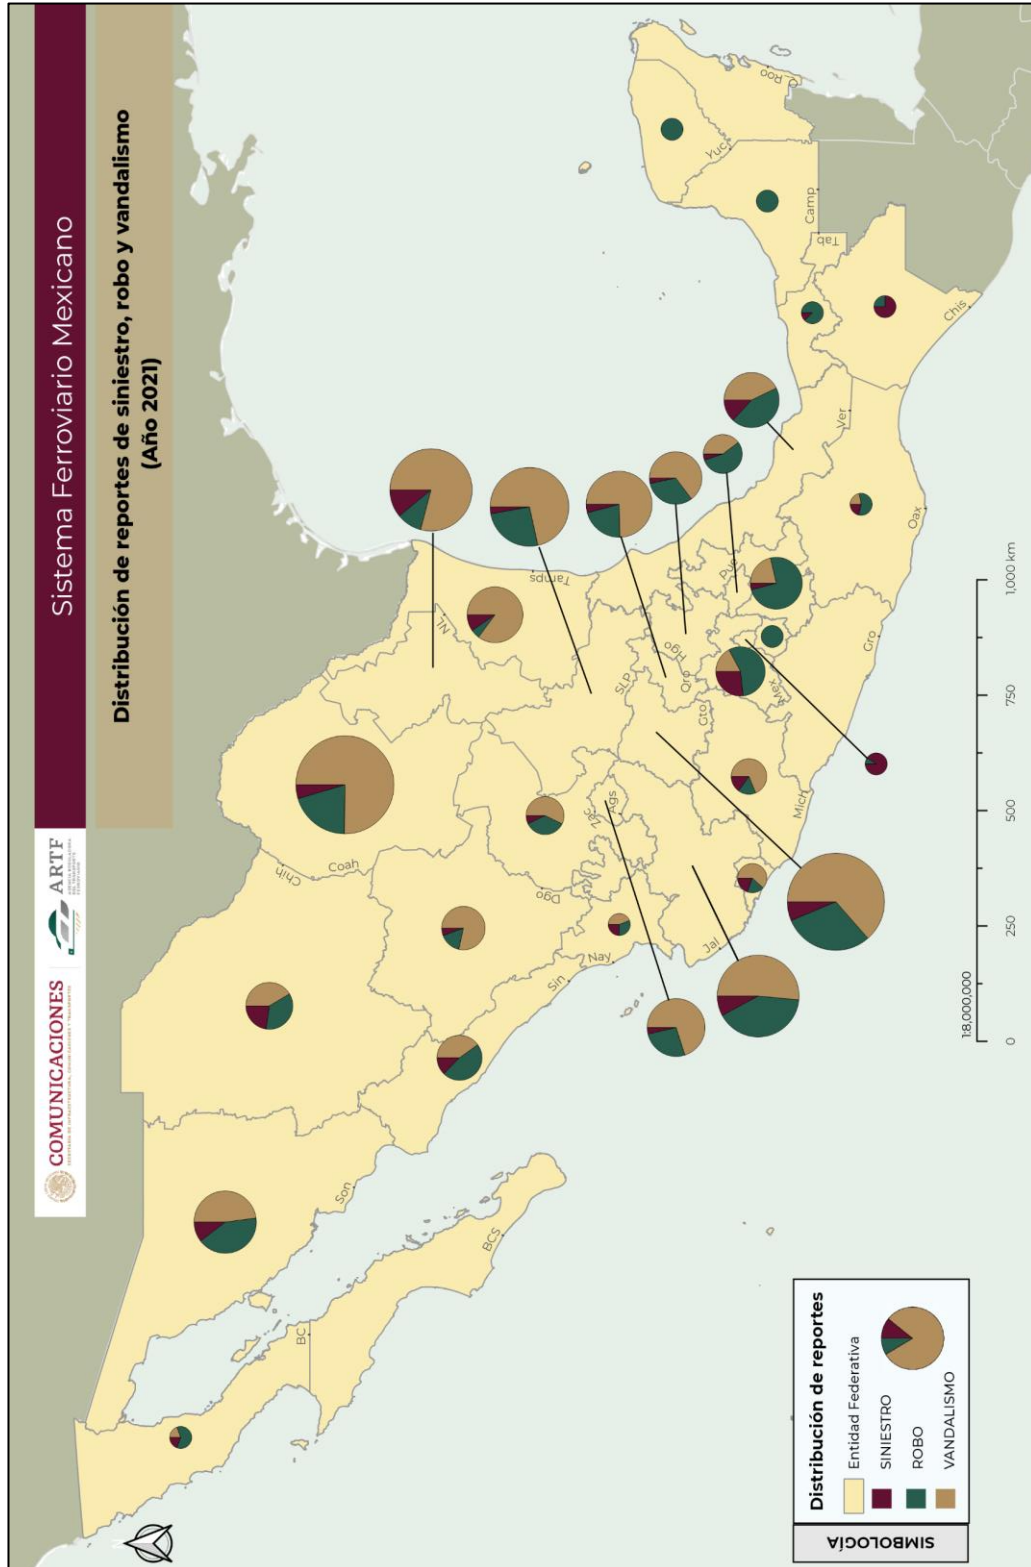 Sistema Ferroviario Mexicano
COMUNICACIONES
ARTF
Distribución de reportes de siniestro, robo y vandalismo
(Año 2021)
BC
BCS
Son
Chih
Coah
Sin
Dgo
NL
Tamps
Zac
Nay
Ags
SLP
Jal
Gto
Qro
Hgo
Mich
Mex
Pue
Gro
Ver
Oax
Tab
Chis
Camp
Yuc
Q. Roo
1:8,000,000
0
250
500
750
1,000 km
SIMBOLOGÍA
Distribución de reportes
Entidad Federativa
SINIESTRO
ROBO
VANDALISMO